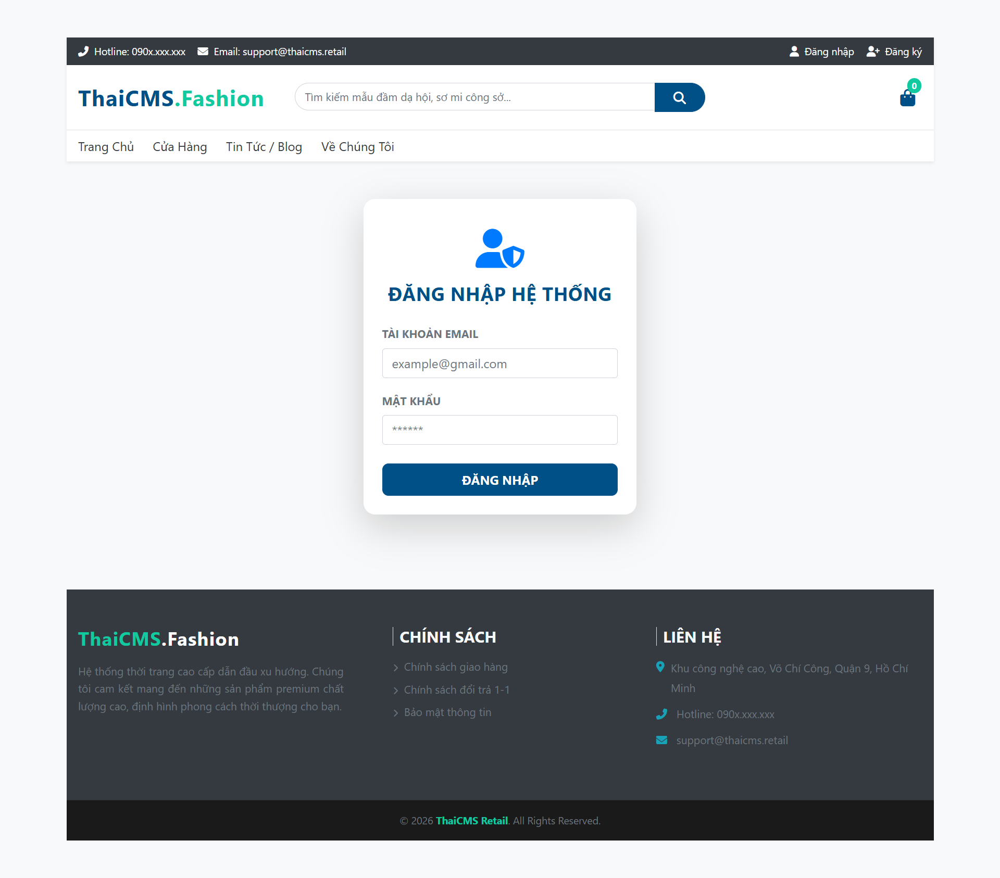 Hotline: 090x.xxx.xxx Email: support@thaicms.retail Đăng nhập Đăng ký
ThaiCMS.Fashion
Tìm kiếm mẫu đầm dạ hội, sơ mi công sở...
0
Trang Chủ Cửa Hàng Tin Tức / Blog Về Chúng Tôi
ĐĂNG NHẬP HỆ THỐNG
TÀI KHOẢN EMAIL
example@gmail.com
MẬT KHẨU
******
ĐĂNG NHẬP
ThaiCMS.Fashion
Hệ thống thời trang cao cấp dẫn đầu xu hướng. Chúng
tôi cam kết mang đến những sản phẩm premium chất
lượng cao, định hình phong cách thời thượng cho bạn.
CHÍNH SÁCH
Chính sách giao hàng
Chính sách đổi trả 1-1
Bảo mật thông tin
LIÊN HỆ
Khu công nghệ cao, Võ Chí Công, Quận 9, Hồ Chí
Minh
Hotline: 090x.xxx.xxx
support@thaicms.retail
© 2026 ThaiCMS Retail. All Rights Reserved.